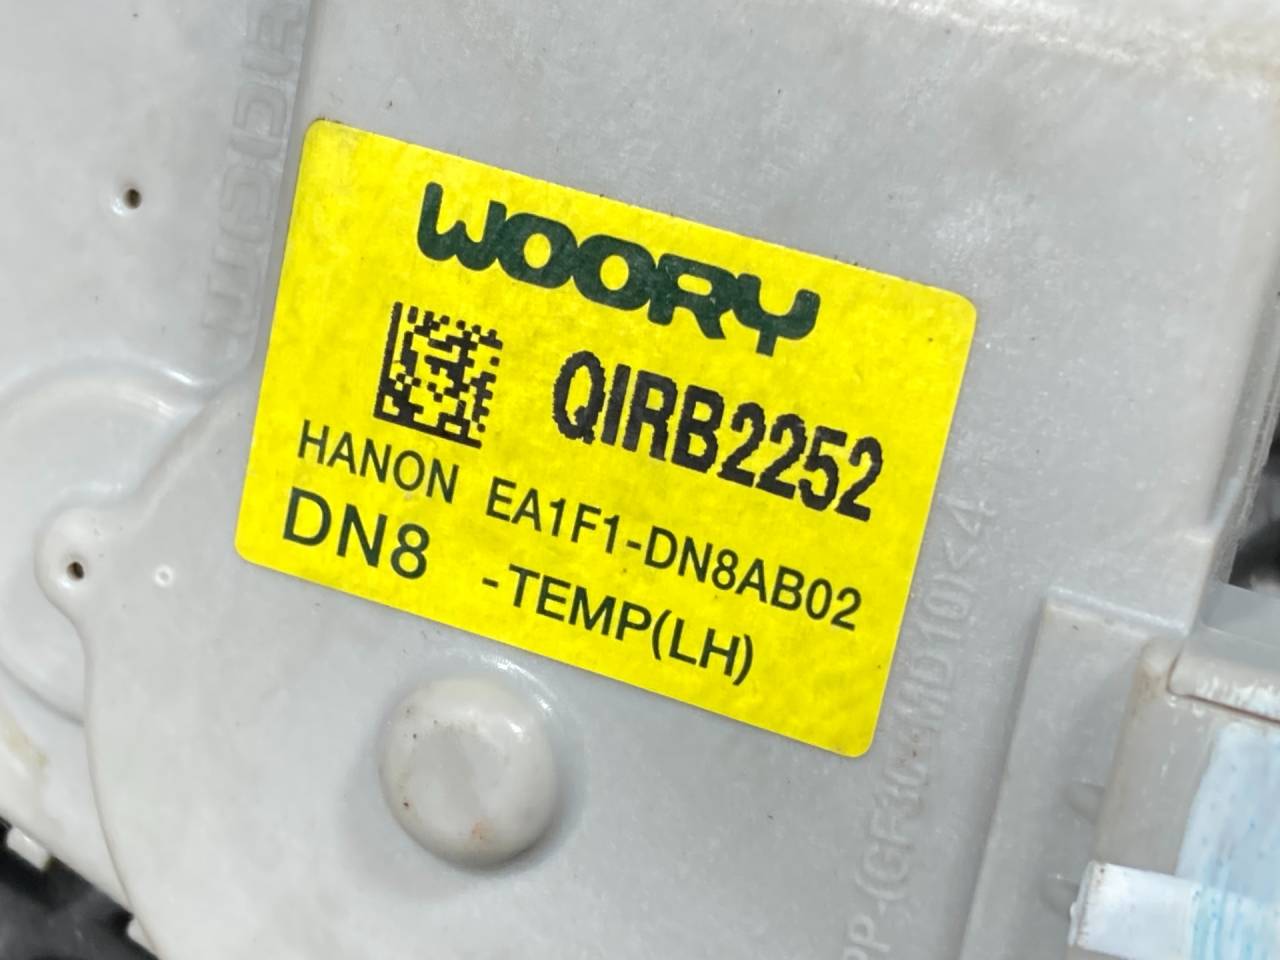 WOORY
QIRB2252
HANON EA1F1-DN8AB02
DN8 -TEMP(LH)